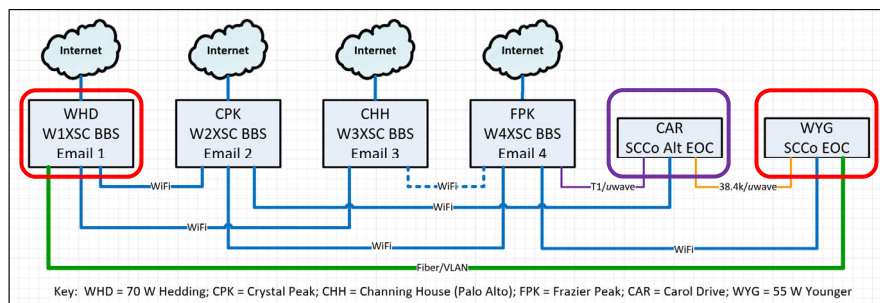 Internet
Internet
Internet
Internet
WHD
W1XSC BBS
Email 1
CPK
W2XSC BBS
Email 2
CHH
W3XSC BBS
Email 3
FPK
W4XSC BBS
Email 4
CAR
SCCo Alt EOC
WYG
SCCo EOC
WiFi
WiFi
T1/uwave
38.4k/uwave
WiFi
WiFi
WiFi
WiFi
Fiber/VLAN
Key: WHD = 70 W Hedding; CPK = Crystal Peak; CHH = Channing House (Palo Alto); FPK = Frazier Peak; CAR = Carol Drive; WYG = 55 W Younger